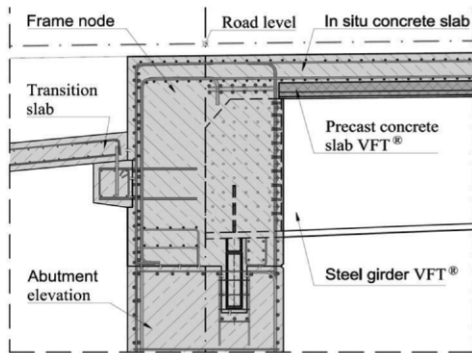 Frame node
Road level
In situ concrete slab
Transition
slab
Precast concrete
slab VFT®
Steel girder VFT®
Abutment
elevation